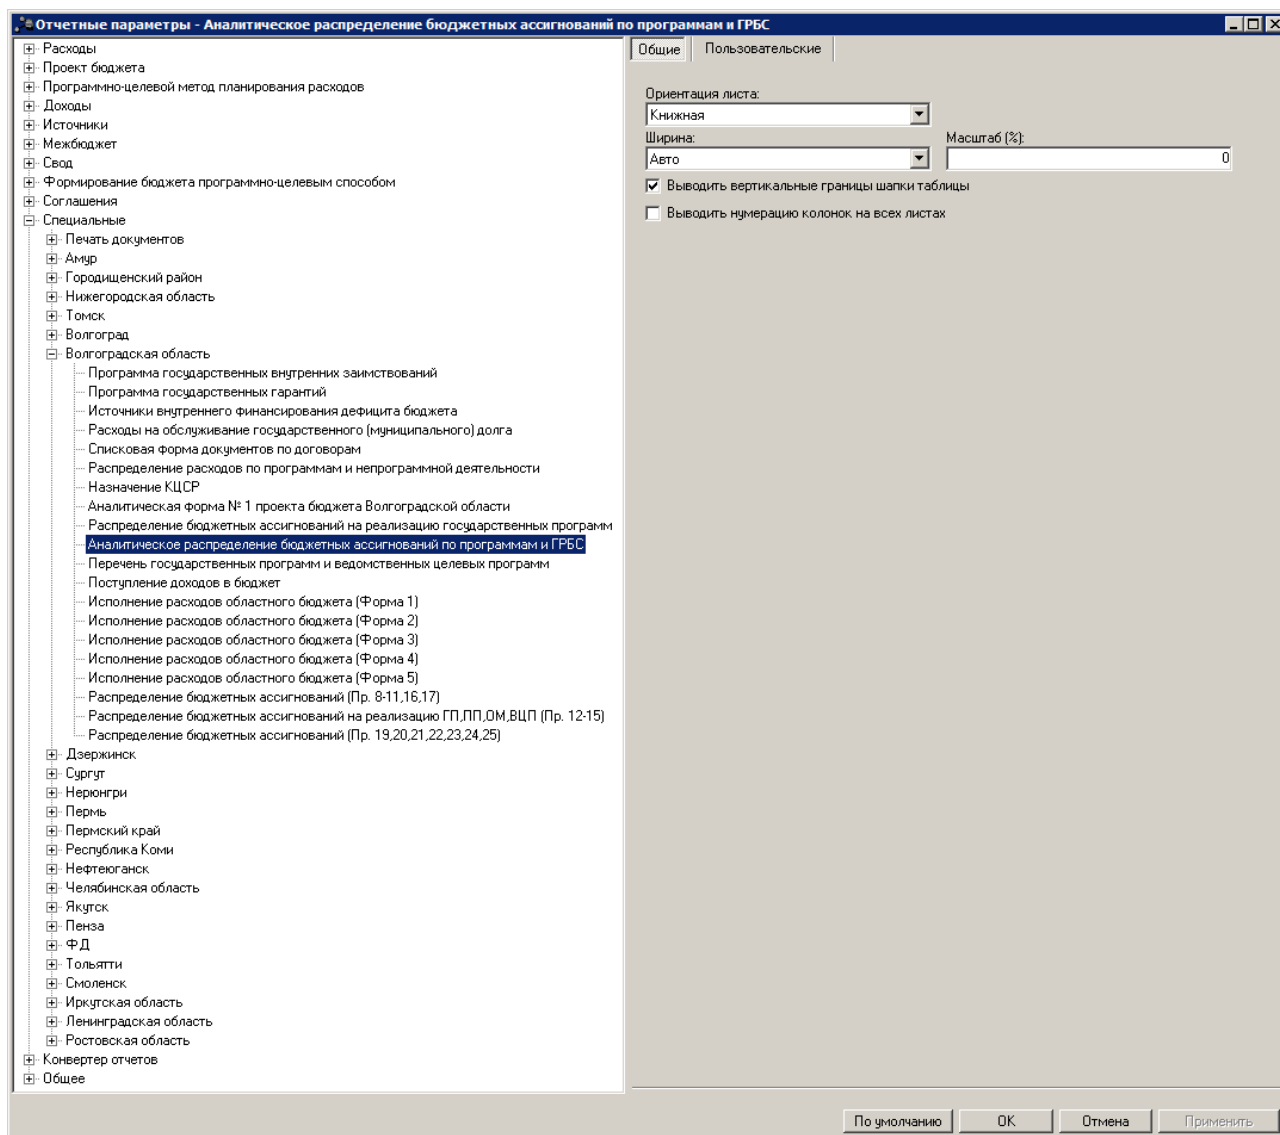 Отчетные параметры - Аналитическое распределение бюджетных ассигнований по программам и ГРБС
Расходы
Проект бюджета
Программно-целевой метод планирования расходов
Доходы
Источники
Межбюджет
Свод
Формирование бюджета программно-целевым способом
Соглашения
Специальные
Печать документов
Амур
Городищенский район
Нижегородская область
Томск
Волгоград
Волгоградская область
Программа государственных внутренних заимствований
Программа государственных гарантий
Источники внутреннего финансирования дефицита бюджета
Расходы на обслуживание государственного (муниципального) долга
Списковая форма документов по договорам
Распределение расходов по программам и непрограммной деятельности
Назначение КЦСР
Аналитическая форма № 1 проекта бюджета Волгоградской области
Распределение бюджетных ассигнований на реализацию государственных программ
Аналитическое распределение бюджетных ассигнований по программам и ГРБС
Перечень государственных программ и ведомственных целевых программ
Поступление доходов в бюджет
Исполнение расходов областного бюджета (Форма 1)
Исполнение расходов областного бюджета (Форма 2)
Исполнение расходов областного бюджета (Форма 3)
Исполнение расходов областного бюджета (Форма 4)
Исполнение расходов областного бюджета (Форма 5)
Распределение бюджетных ассигнований (Пр. 8-11,16,17)
Распределение бюджетных ассигнований на реализацию ГП,ПП,ОМ,ВЦП (Пр. 12-15)
Распределение бюджетных ассигнований (Пр. 19,20,21,22,23,24,25)
Дзержинск
Сургут
Нерюнгри
Пермь
Пермский край
Республика Коми
Нефтеюганск
Челябинская область
Якутск
Пенза
ФД
Тольятти
Смоленск
Иркутская область
Ленинградская область
Ростовская область
Конвертер отчетов
Общее
Общие Пользовательские
Ориентация листа:
Книжная
Ширина: Масштаб (%):
Авто 0
Выводить вертикальные границы шапки таблицы
Выводить нумерацию колонок на всех листах
По умолчанию OK Отмена Применить